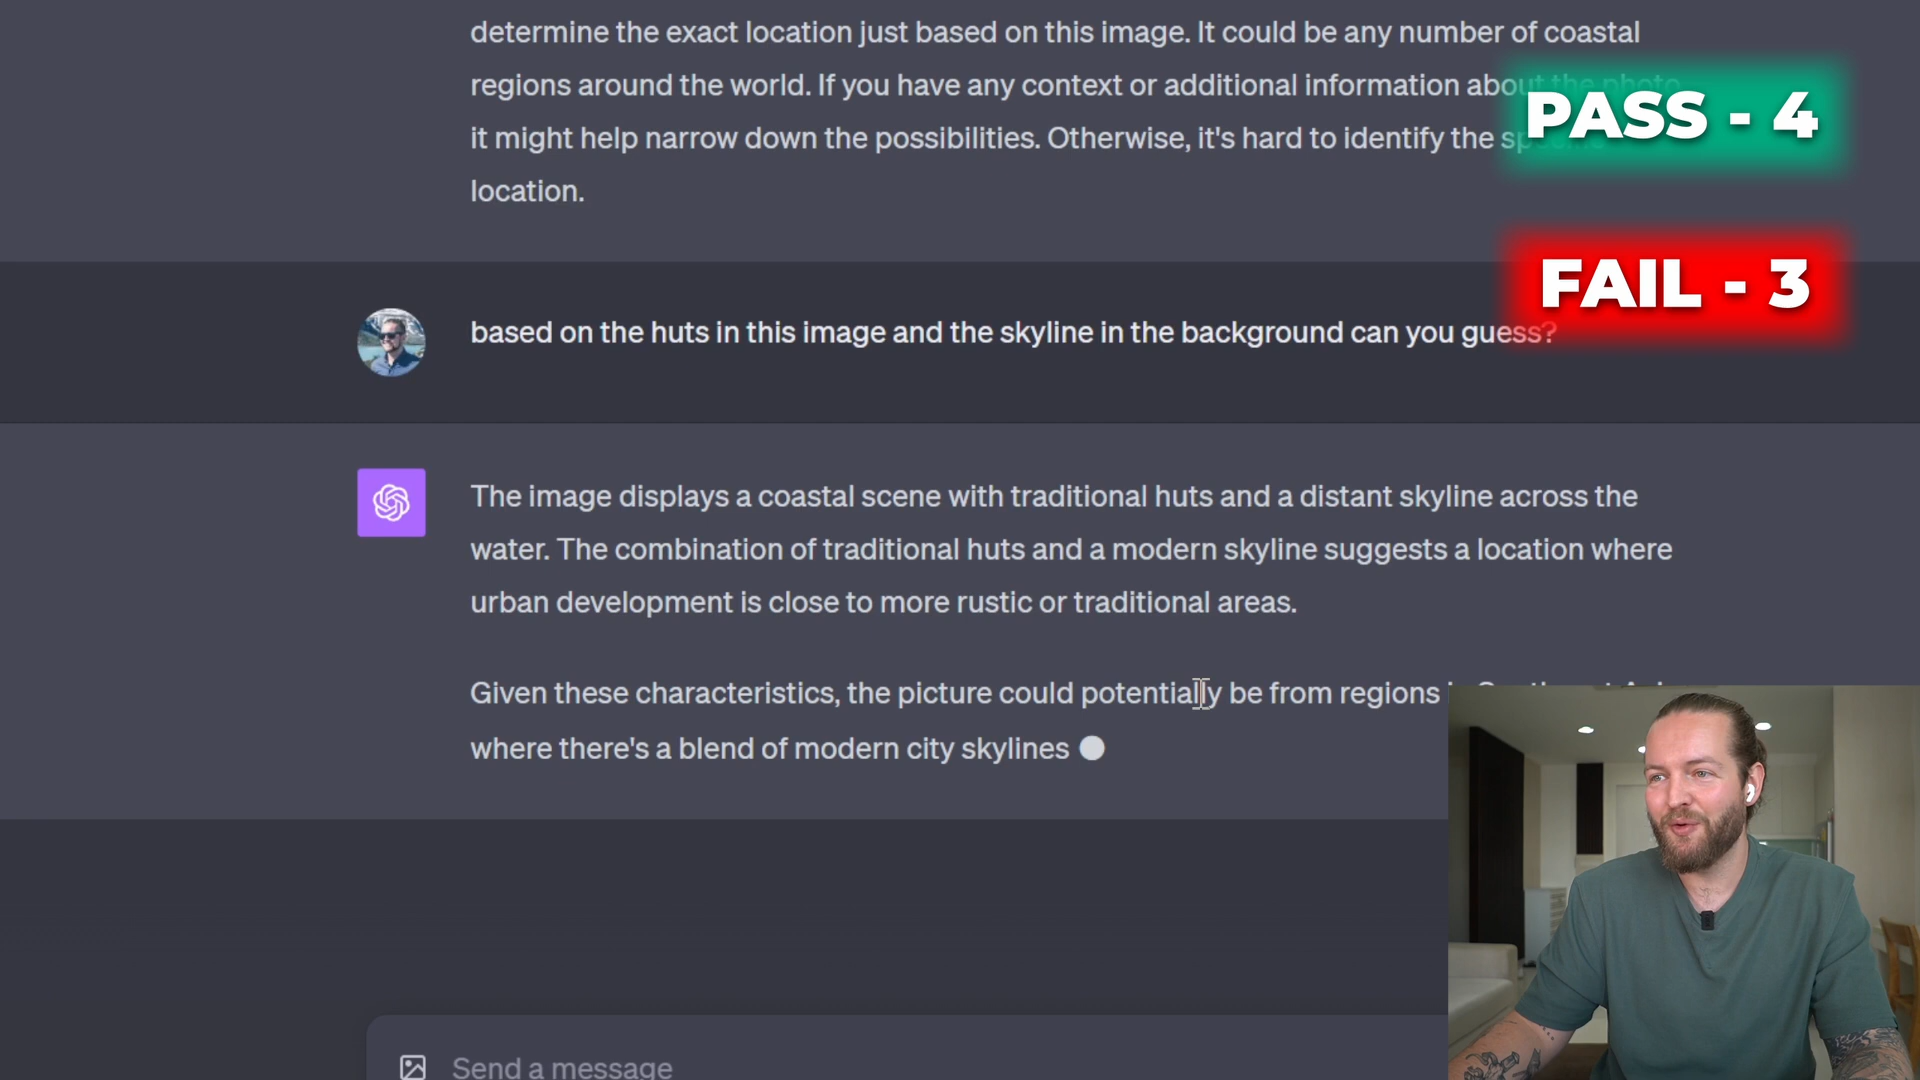 determine the exact location just based on this image. It could be any number of coastal
regions around the world. If you have any context or additional information about the photo
it might help narrow down the possibilities. Otherwise, it's hard to identify the
location.
PASS - 4
FAIL - 3
based on the huts in this image and the skyline in the background can you guess?
The image displays a coastal scene with traditional huts and a distant skyline across the
water. The combination of traditional huts and a modern skyline suggests a location where
urban development is close to more rustic or traditional areas.
Given these characteristics, the picture could potentially be from regions
where there's a blend of modern city skylines
Send a message